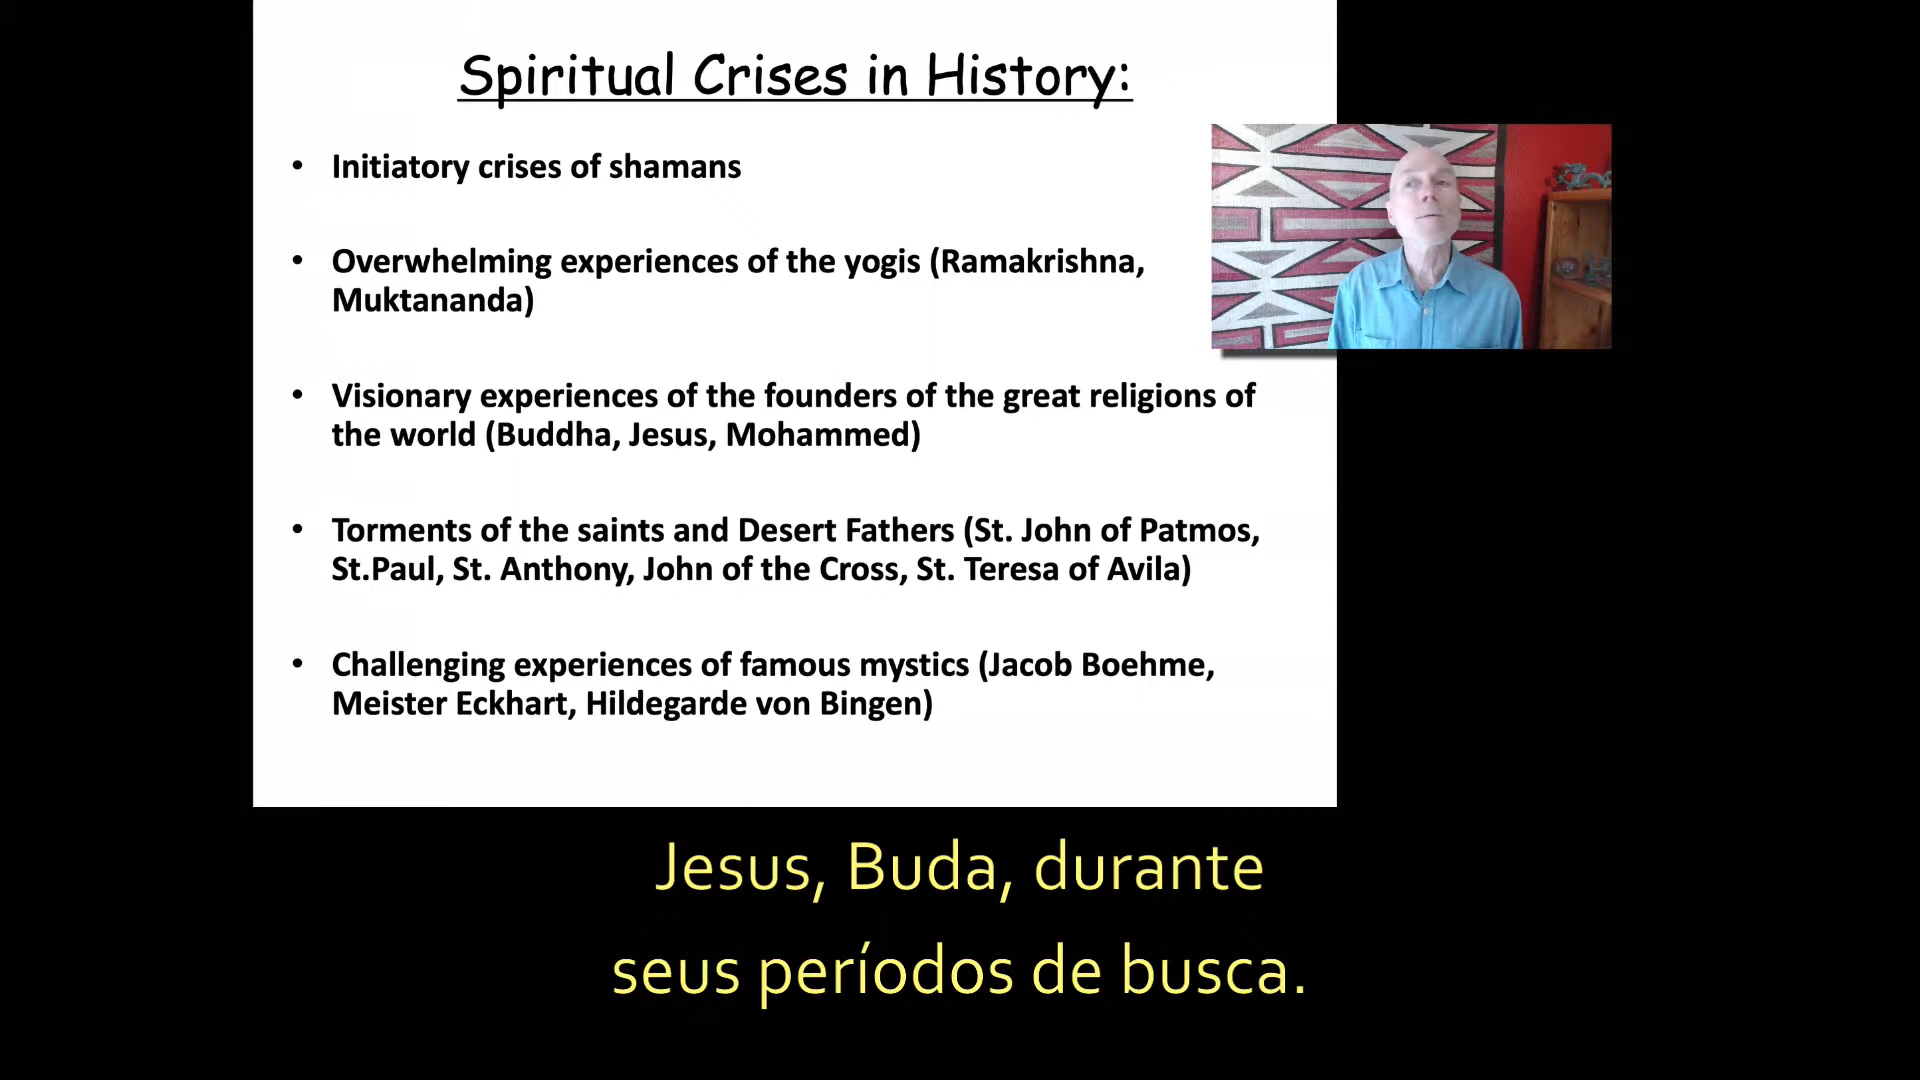 Spiritual Crises in History:
• Initiatory crises of shamans
• Overwhelming experiences of the yogis (Ramakrishna,
Muktananda)
• Visionary experiences of the founders of the great religions of
the world (Buddha, Jesus, Mohammed)
• Torments of the saints and Desert Fathers (St. John of Patmos,
St.Paul, St. Anthony, John of the Cross, St. Teresa of Avila)
• Challenging experiences of famous mystics (Jacob Boehme,
Meister Eckhart, Hildegarde von Bingen)
Jesus, Buda, durante
seus períodos de busca.